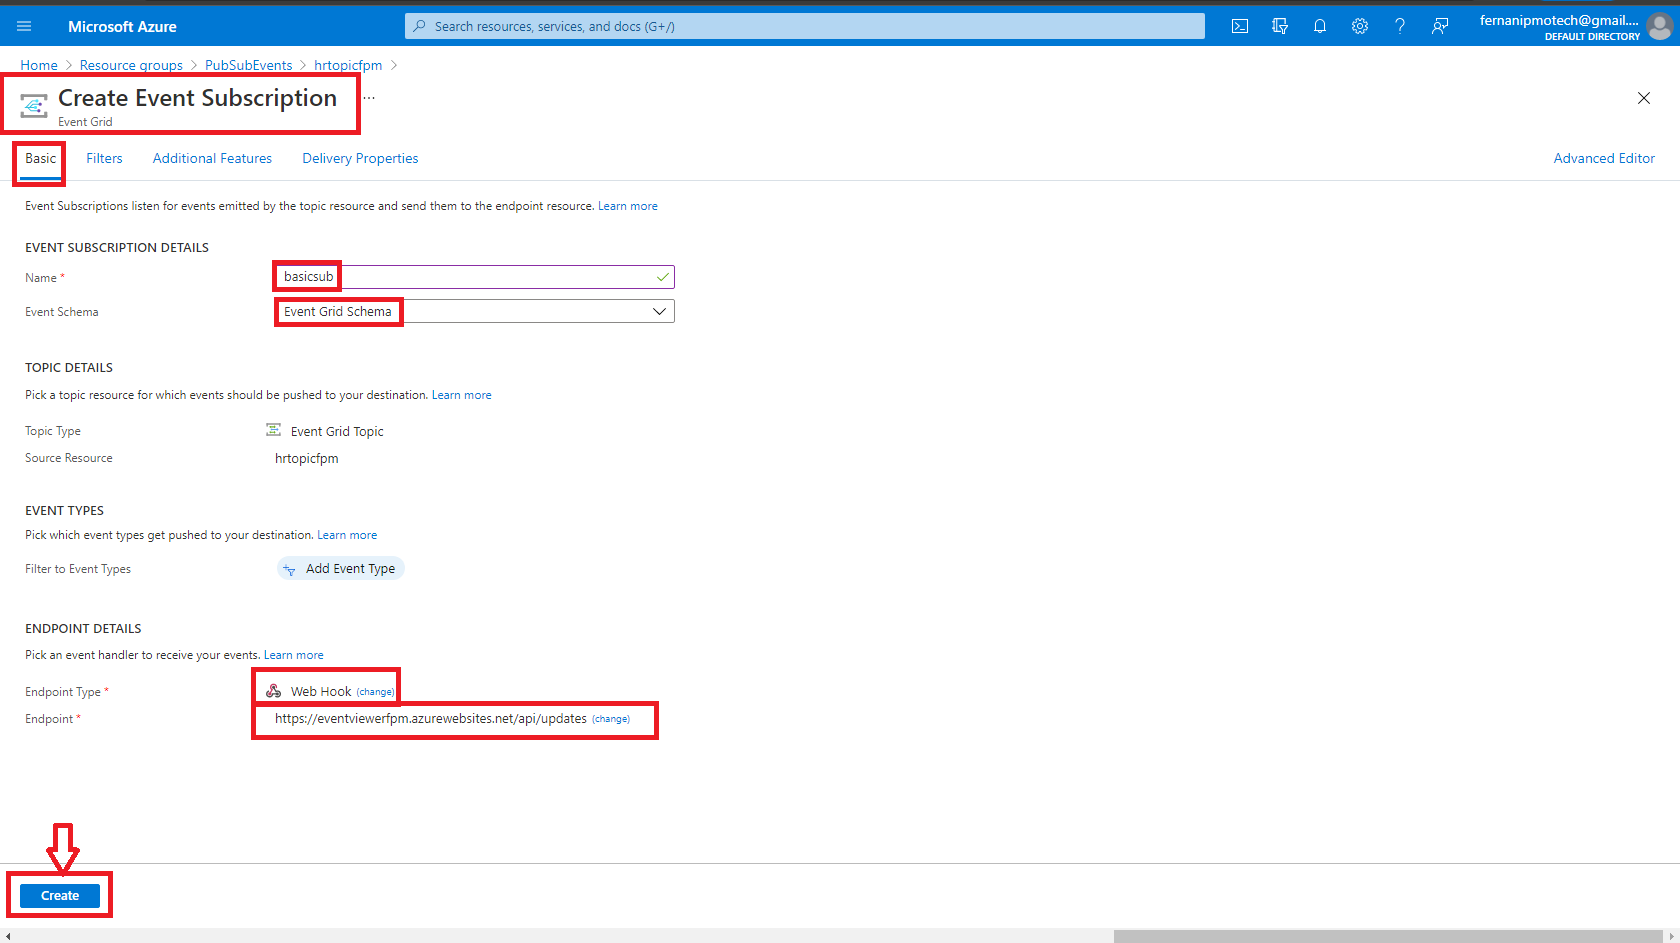 Microsoft Azure
Search resources, services, and docs (G+/)
fernanipmotech@gmail....
DEFAULT DIRECTORY
Home > Resource groups > PubSubEvents > hrtopicfpm >
Create Event Subscription ...
Event Grid
Basic Filters Additional Features Delivery Properties Advanced Editor
Event Subscriptions listen for events emitted by the topic resource and send them to the endpoint resource. Learn more
EVENT SUBSCRIPTION DETAILS
Name * basicsub
Event Schema Event Grid Schema
TOPIC DETAILS
Pick a topic resource for which events should be pushed to your destination. Learn more
Topic Type Event Grid Topic
Source Resource hrtopicfpm
EVENT TYPES
Pick which event types get pushed to your destination. Learn more
Filter to Event Types Add Event Type
ENDPOINT DETAILS
Pick an event handler to receive your events. Learn more
Endpoint Type * Web Hook (change)
Endpoint * https://eventviewerfpm.azurewebsites.net/api/updates (change)
Create